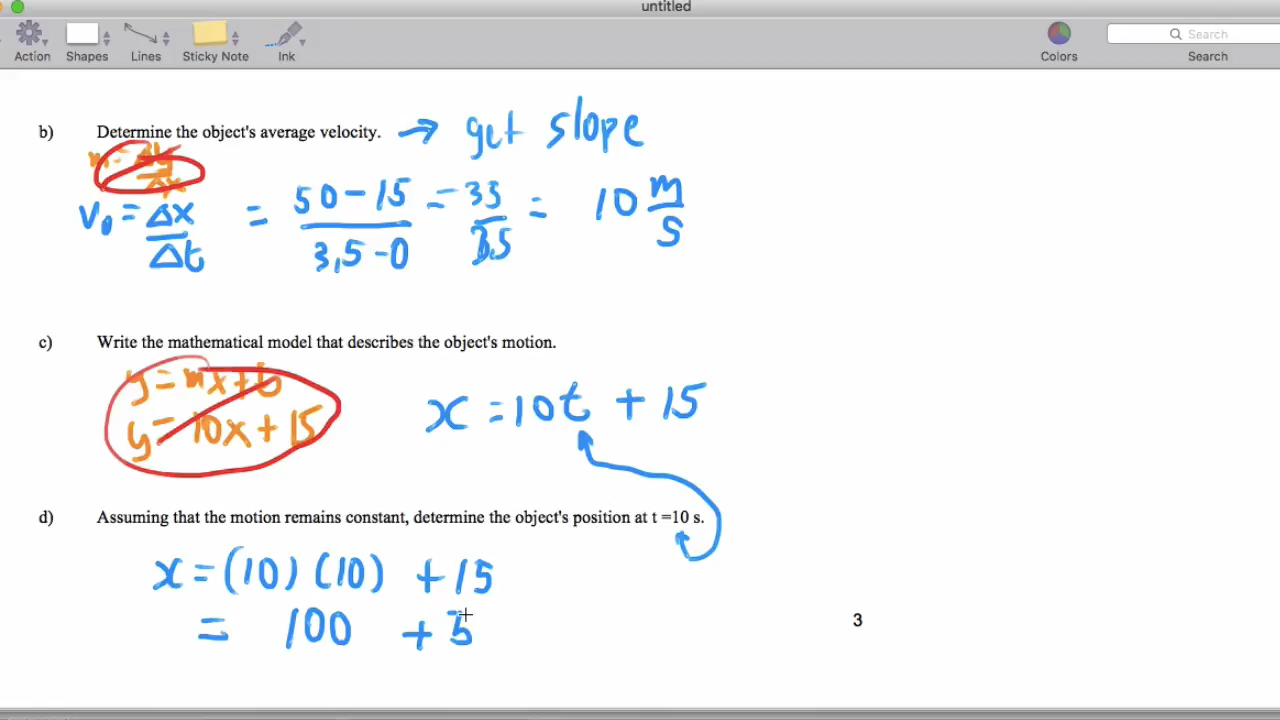 untitled
Action Shapes Lines Sticky Note Ink Colors Search Search
b) Determine the object's average velocity. → get slope
m = Δy/Δx
v₀ = Δx/Δt = 50 - 15/3,5 - 0 = 35/3.5 = 10 m/s
c) Write the mathematical model that describes the object's motion.
y = mx + b
y = 10x + 15
x = 10t + 15
d) Assuming that the motion remains constant, determine the object's position at t =10 s.
x = (10) (10) + 15
= 100 + 5
3